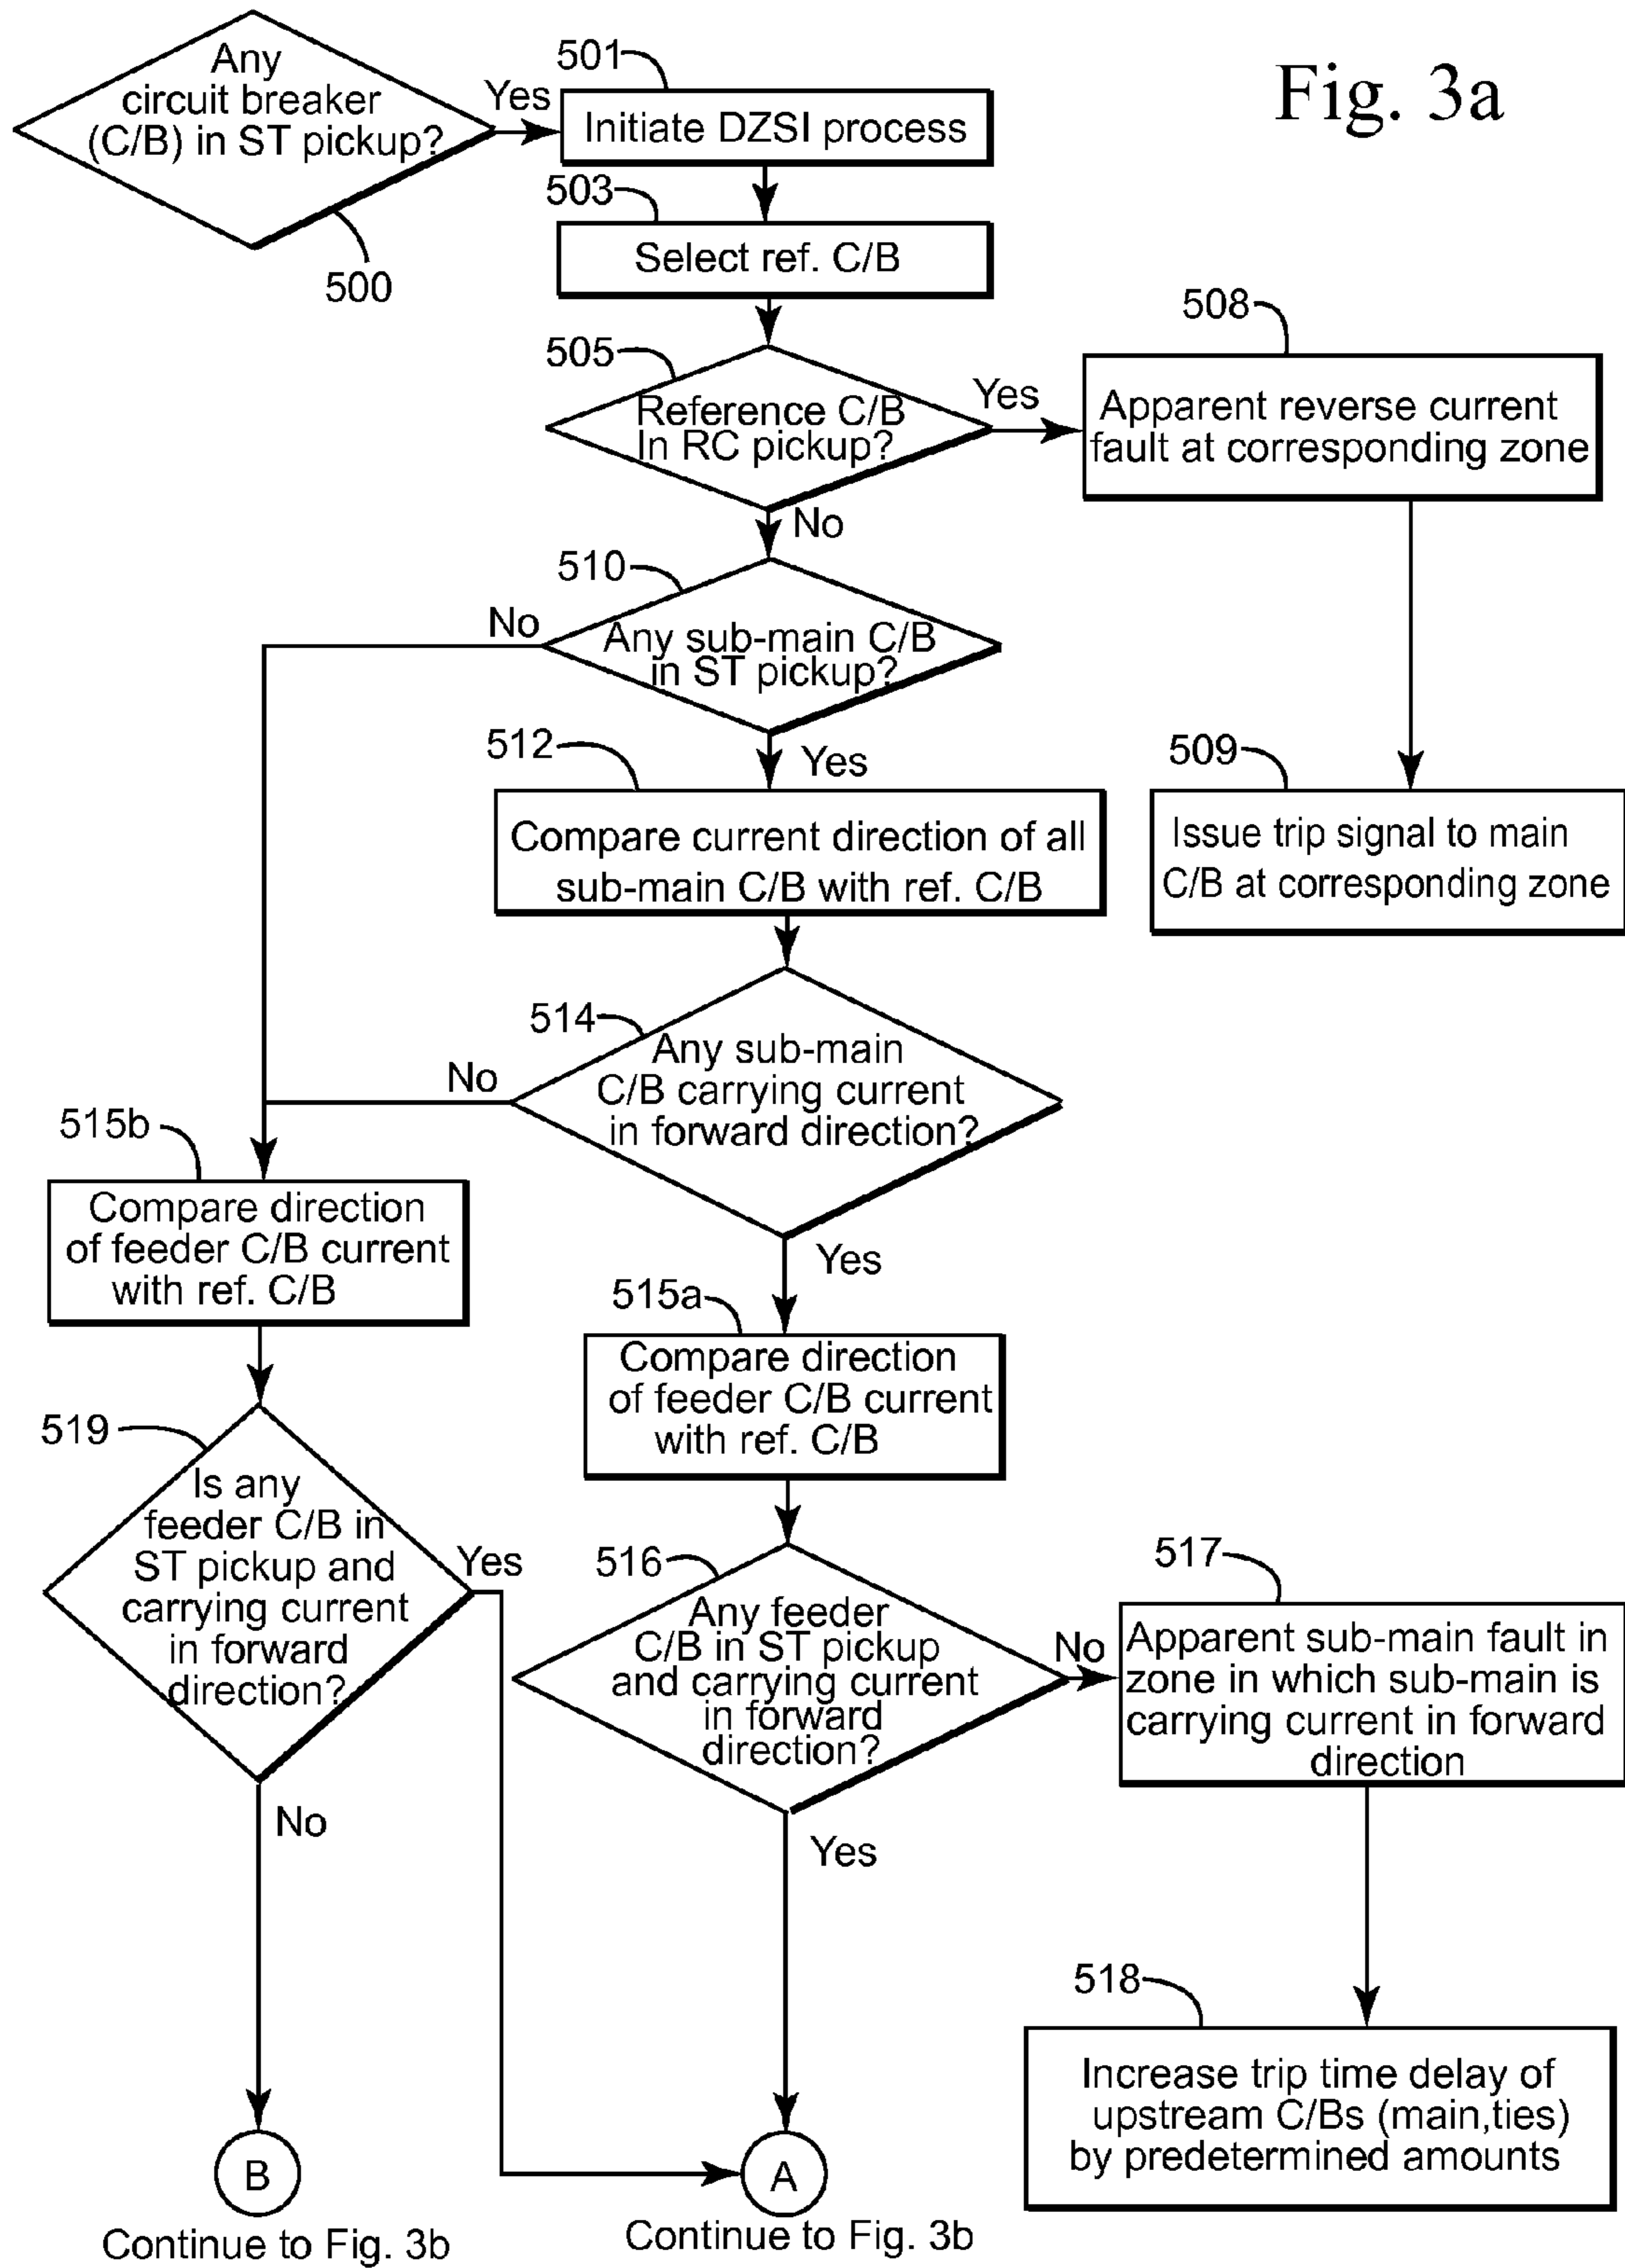 Fig. 3a
Any
circuit breaker
(C/B) in ST pickup?
500
Yes
501
Initiate DZSI process
503
Select ref. C/B
505
Reference C/B
In RC pickup?
Yes
508
Apparent reverse current
fault at corresponding zone
509
Issue trip signal to main
C/B at corresponding zone
No
510
Any sub-main C/B
in ST pickup?
No
Yes
512
Compare current direction of all
sub-main C/B with ref. C/B
514
Any sub-main
C/B carrying current
in forward direction?
No
Yes
515b
Compare direction
of feeder C/B current
with ref. C/B
515a
Compare direction
of feeder C/B current
with ref. C/B
519
Is any
feeder C/B in
ST pickup and
carrying current
in forward
direction?
Yes
No
516
Any feeder
C/B in ST pickup
and carrying current
in forward
direction?
No
Yes
517
Apparent sub-main fault in
zone in which sub-main is
carrying current in forward
direction
518
Increase trip time delay of
upstream C/Bs (main,ties)
by predetermined amounts
B
Continue to Fig. 3b
A
Continue to Fig. 3b